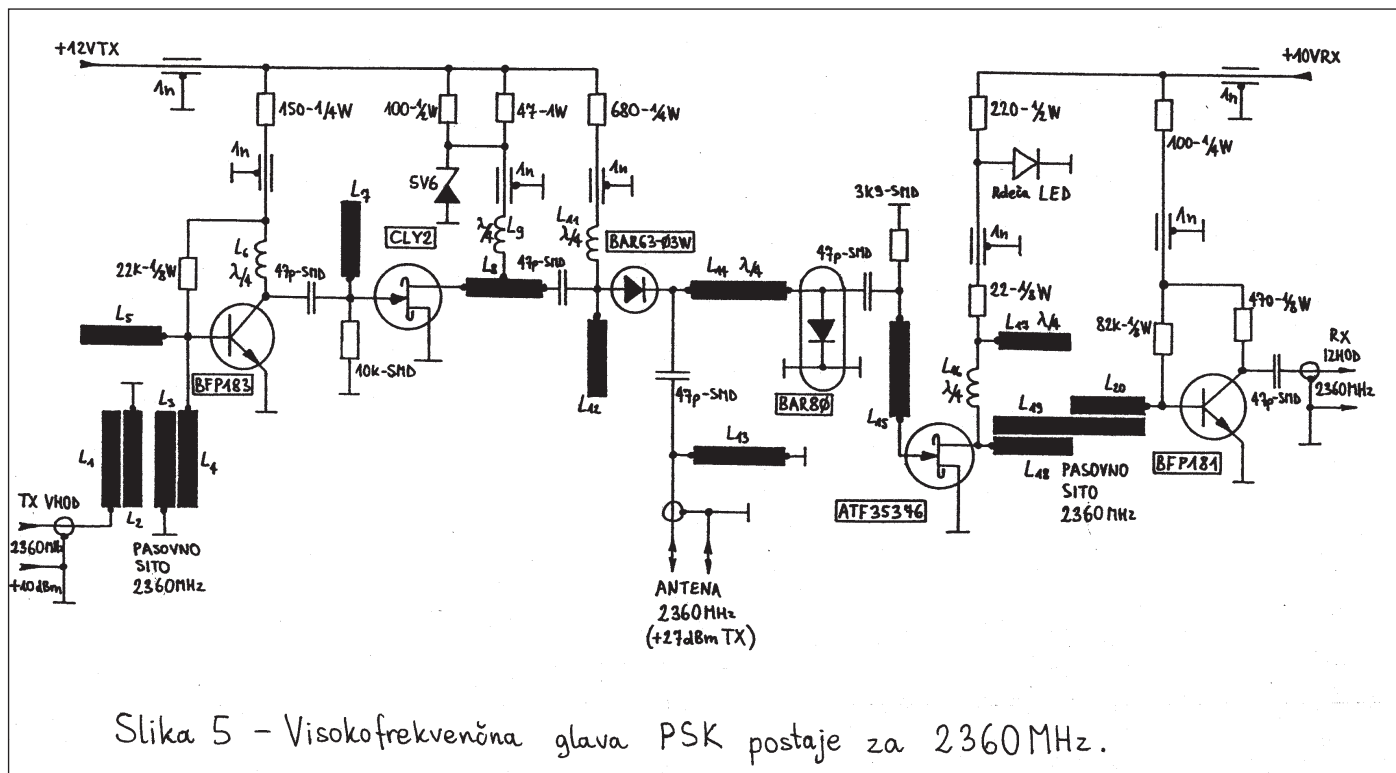 +12VTX
1n
150-1/4W
1n
22k-1/8W
L6
λ/4
47p-SMD
L5
BFP183
L1
L2
L3
L4
TX VHOD
2360MHz
+10dBm
PASOVNO
SITO
2360MHz
L7
10k-SMD
CLY2
100-1/2W
5V6
47-1W
1n
λ/4
L9
L8
47p-SMD
680-1/4W
1n
L11
λ/4
BAR63-03W
L12
47p-SMD
L13
ANTENA
2360MHz
(+27dBm TX)
L14 λ/4
BAR80
47p-SMD
3K9-SMD
L15
ATF35376
220-1/2W
Rdeča LED
1n
22-1/8W
L17 λ/4
L16
λ/4
L18
L19
L20
PASOVNO
SITO
2360MHz
+10VRX
1n
100-1/4W
1n
82k-1/8W
470-1/8W
BFP181
47p-SMD
RX
IZHOD
2360MHz
Slika 5 - Visokofrekvenčna glava PSK postaje za 2360MHz.